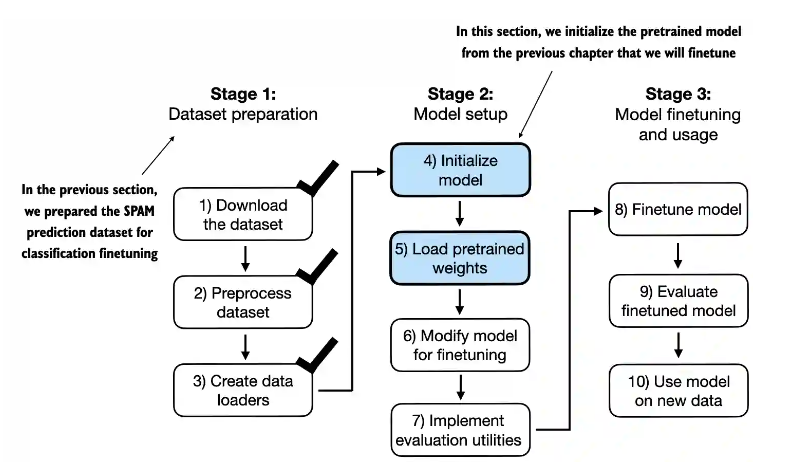 In this section, we initialize the pretrained model
from the previous chapter that we will finetune
Stage 1:
Dataset preparation
Stage 2:
Model setup
Stage 3:
Model finetuning
and usage
In the previous section,
we prepared the SPAM
prediction dataset for
classification finetuning
1) Download
the dataset
2) Preprocess
dataset
3) Create data
loaders
4) Initialize
model
5) Load pretrained
weights
6) Modify model
for finetuning
7) Implement
evaluation utilities
8) Finetune model
9) Evaluate
finetuned model
10) Use model
on new data